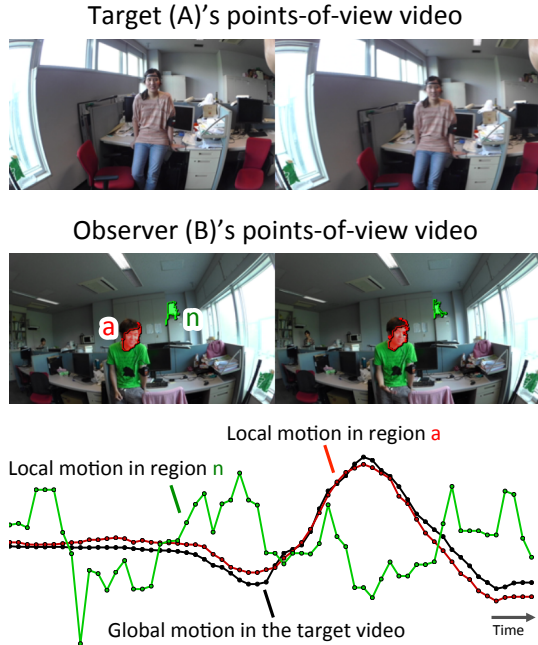 Target (A)'s points-of-view video
Observer (B)'s points-of-view video
a
n
Local motion in region a
Local motion in region n
Global motion in the target video
Time